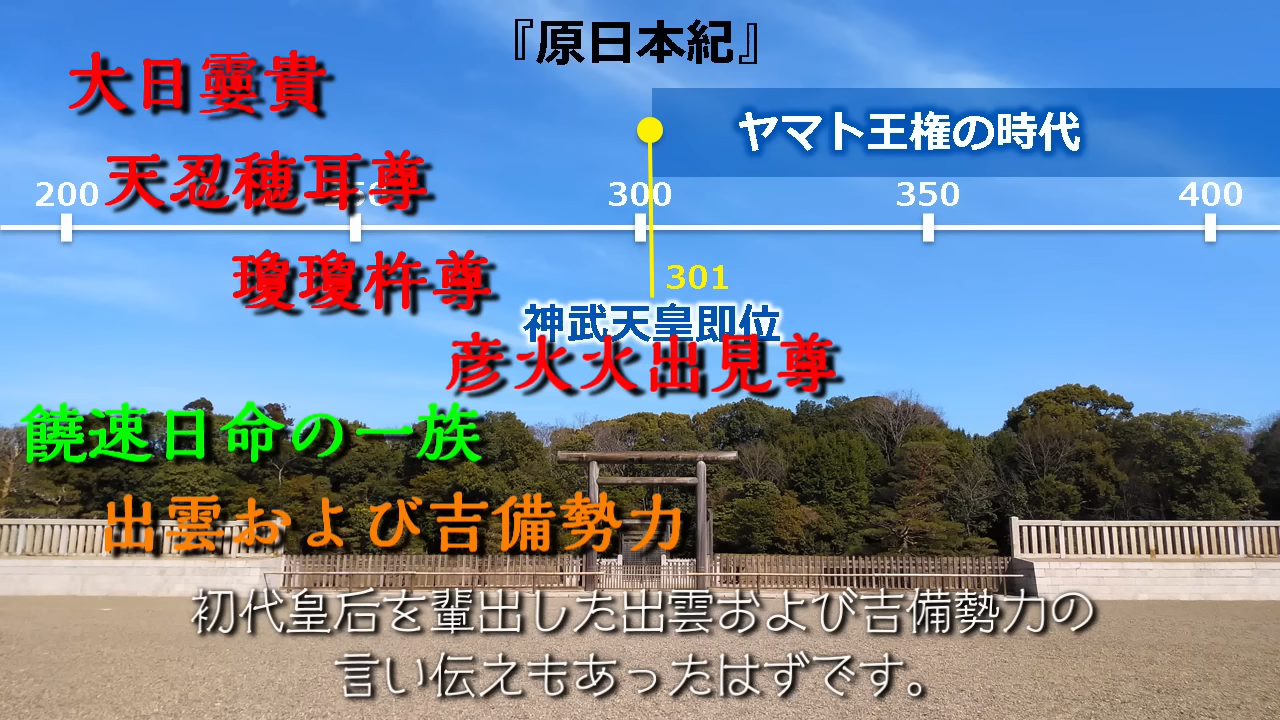 『原日本紀』
大日孁貴
ヤマト王権の時代
天忍穂耳尊
200 250 300 350 400
瓊瓊杵尊
301
神武天皇即位
彦火火出見尊
饒速日命の一族
出雲および吉備勢力
初代皇后を輩出した出雲および吉備勢力の
言い伝えもあったはずです。